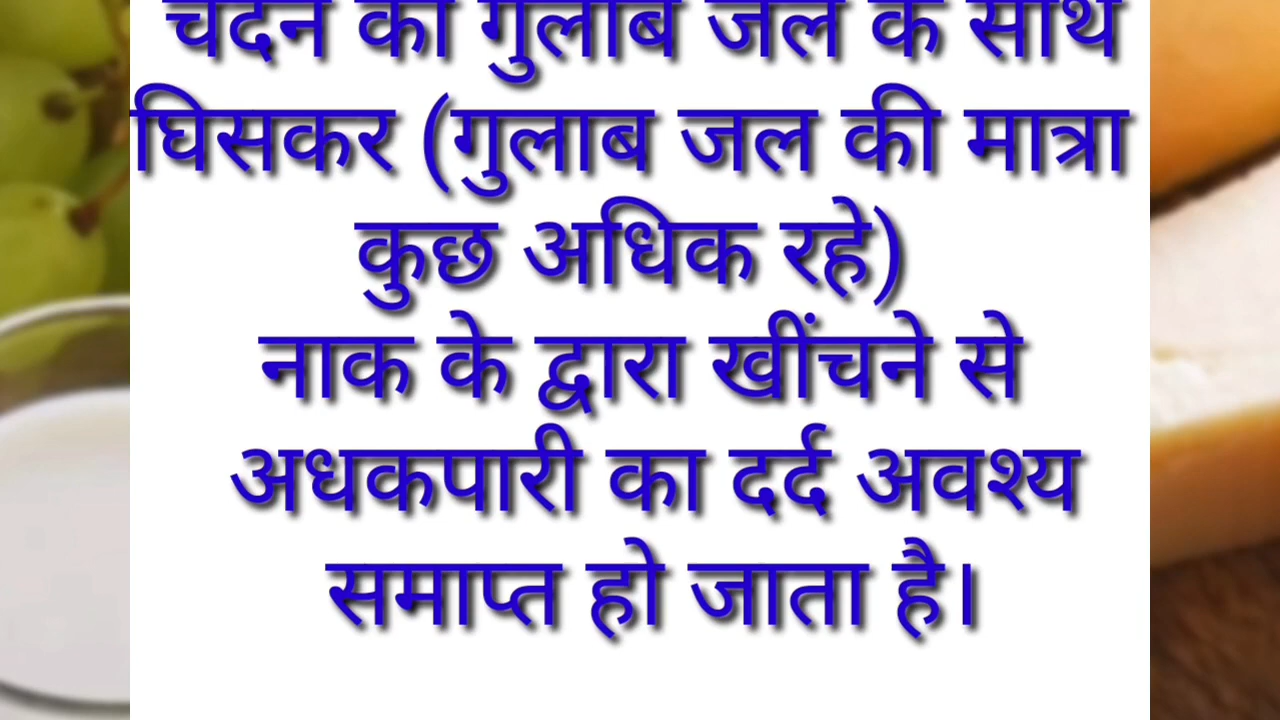 चंदन को गुलाब जल के साथ
घिसकर (गुलाब जल की मात्रा
कुछ अधिक रहे)
नाक के द्वारा खींचने से
अधकपारी का दर्द अवश्य
समाप्त हो जाता है।